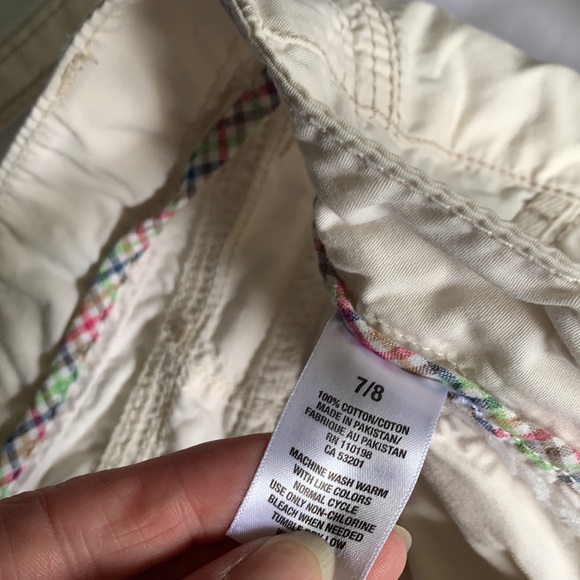 7/8
100% COTTON/COTON
MADE IN PAKISTAN/
FABRIQUE AU PAKISTAN
RN 110198
CA 53201
MACHINE WASH WARM
WITH LIKE COLORS
NORMAL CYCLE
USE ONLY NON-CHLORINE
BLEACH WHEN NEEDED
TUMBLE DRY LOW